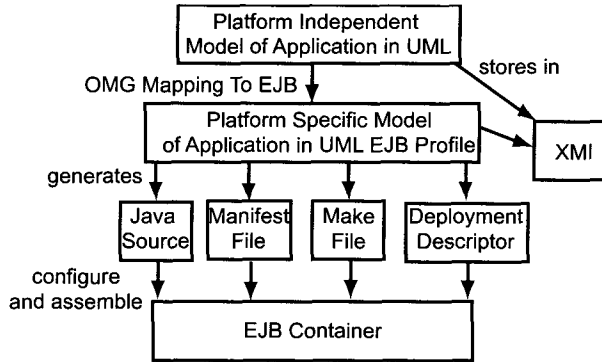 Platform Independent
Model of Application in UML
stores in
OMG Mapping To EJB
Platform Specific Model
of Application in UML EJB Profile
XMI
generates
Java
Source
Manifest
File
Make
File
Deployment
Descriptor
configure
and assemble
EJB Container